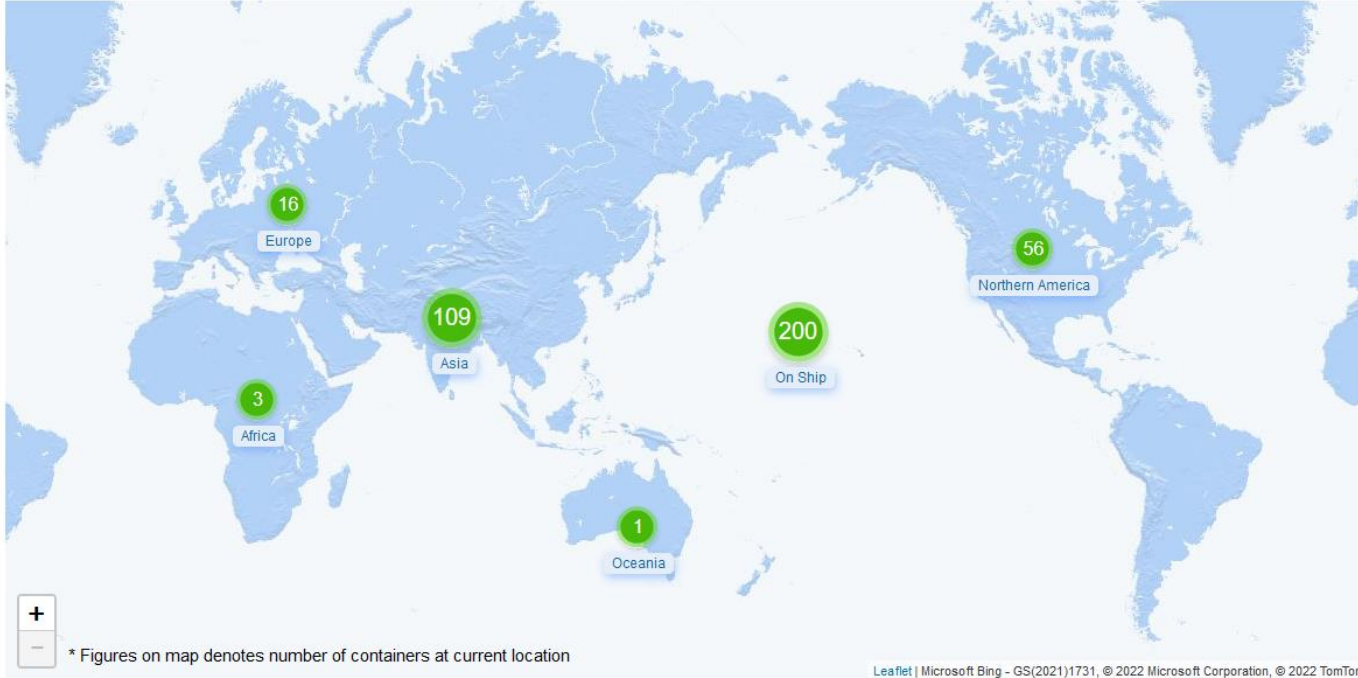 16
Europe
56
Northern America
109
Asia
200
On Ship
3
Africa
1
Oceania
+
−
* Figures on map denotes number of containers at current location
Leaflet | Microsoft Bing - GS(2021)1731, © 2022 Microsoft Corporation, © 2022 TomTom